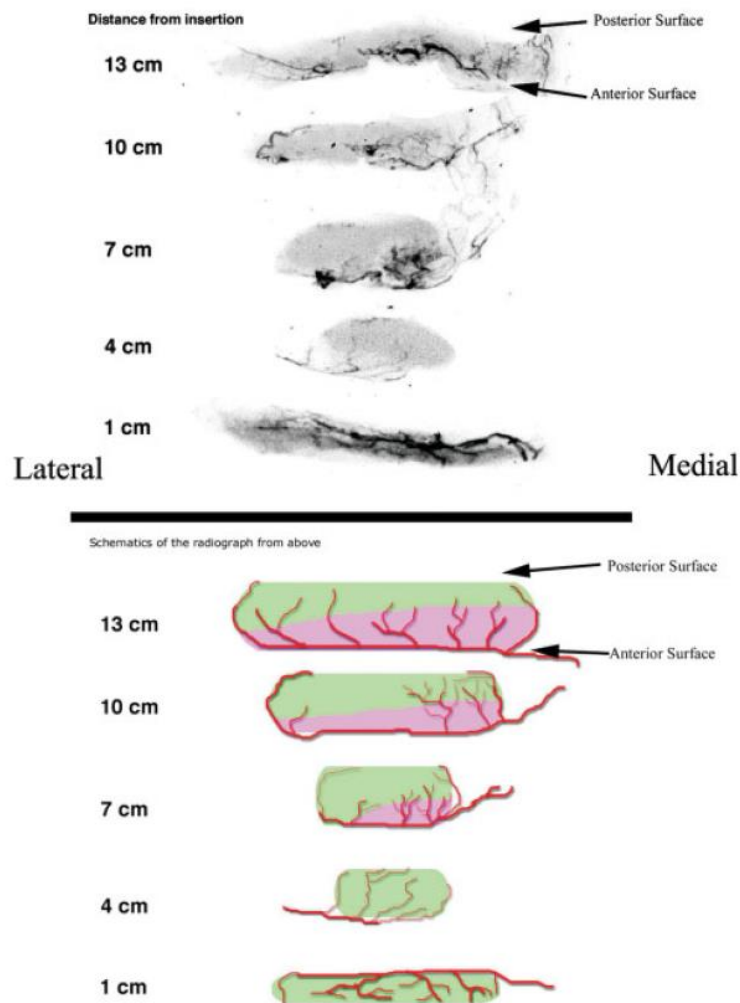 Distance from insertion
Posterior Surface
13 cm
Anterior Surface
10 cm
7 cm
4 cm
1 cm
Lateral
Medial
Schematics of the radiograph from above
Posterior Surface
13 cm
Anterior Surface
10 cm
7 cm
4 cm
1 cm